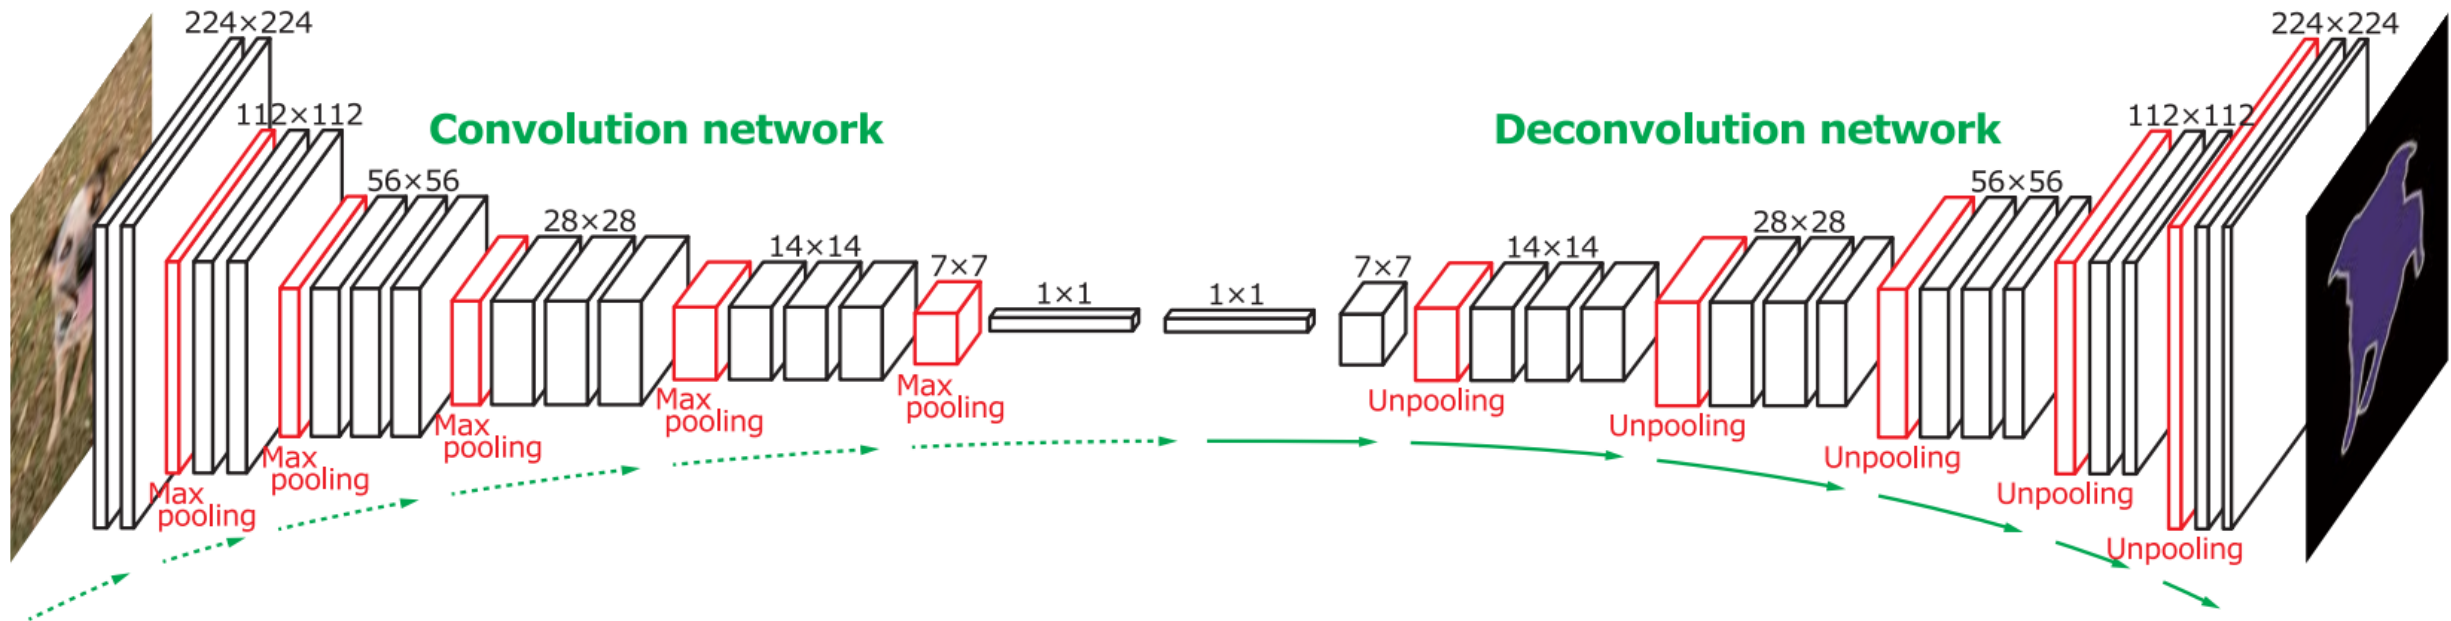 224×224
112×112
56×56
28×28
14×14
7×7
1×1
Convolution network
Max
pooling
Max
pooling
Max
pooling
Max
pooling
Max
pooling
1×1
7×7
14×14
28×28
56×56
112×112
224×224
Deconvolution network
Unpooling
Unpooling
Unpooling
Unpooling
Unpooling